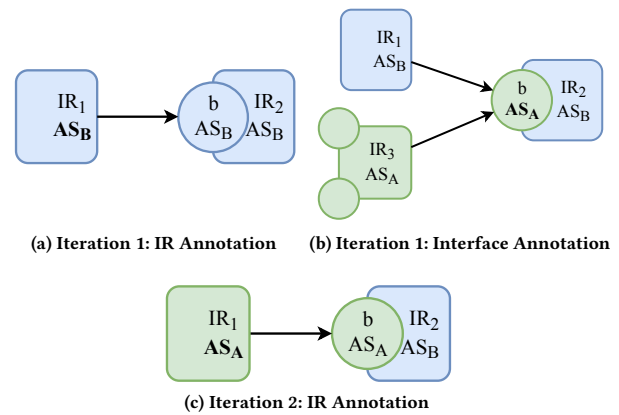 IR1
ASB
b
ASB
IR2
ASB
(a) Iteration 1: IR Annotation
IR1
ASB
IR3
ASA
b
ASA
IR2
ASB
(b) Iteration 1: Interface Annotation
IR1
ASA
b
ASA
IR2
ASB
(c) Iteration 2: IR Annotation